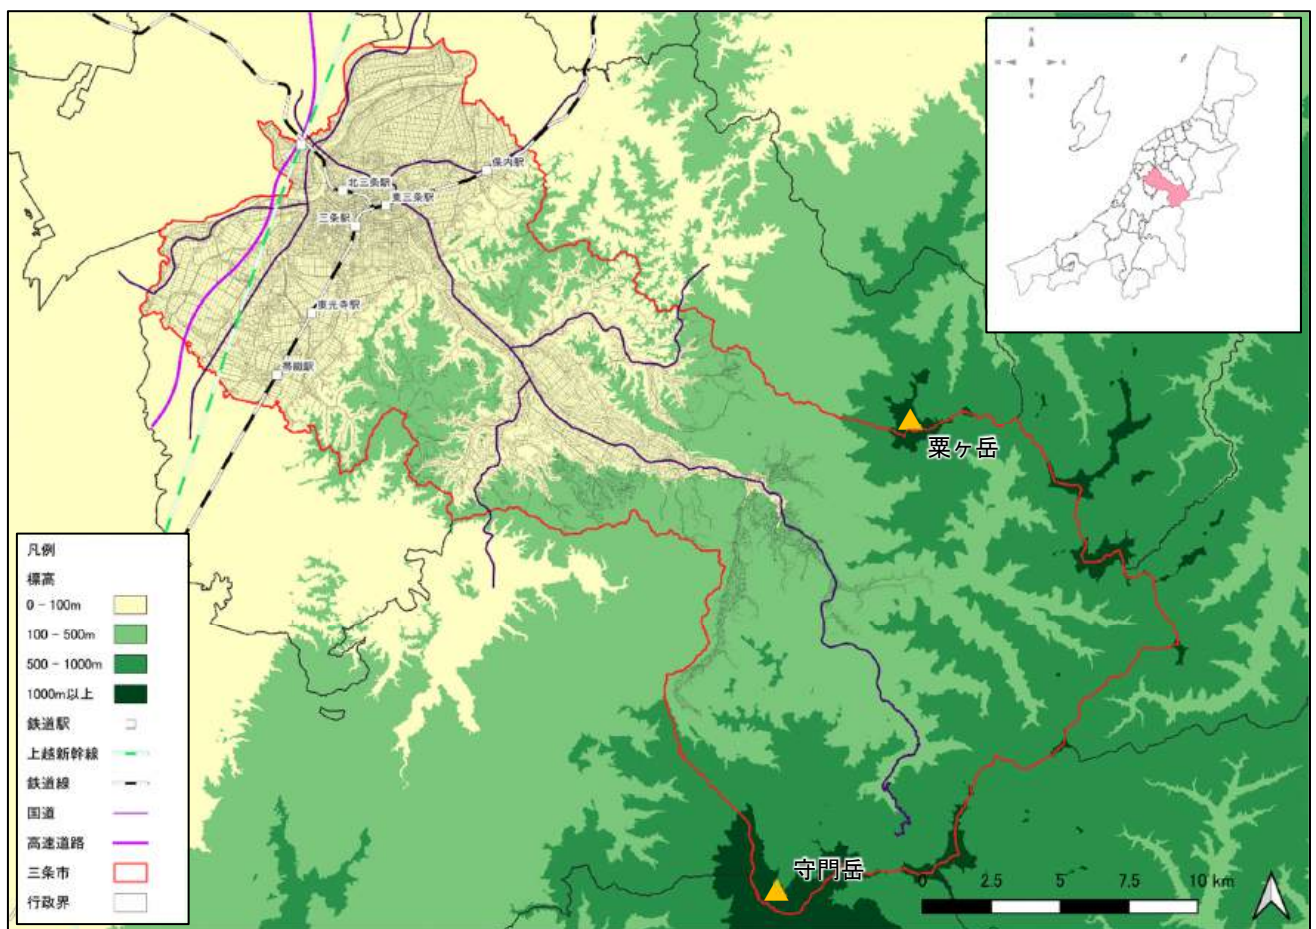 保内駅
北三条駅
東三条駅
三条駅
東光寺駅
帯織駅
粟ヶ岳
守門岳
凡例
標高
0 - 100m
100 - 500m
500 - 1000m
1000m以上
鉄道駅
上越新幹線
鉄道線
国道
高速道路
三条市
行政界
0 2.5 5 7.5 10 km